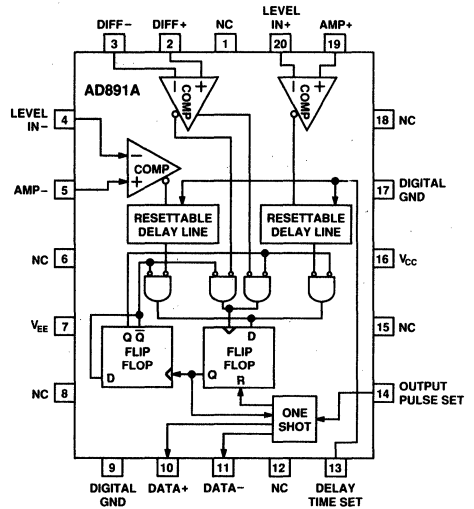 DIFF- DIFF+ NC LEVEL IN+ AMP+
3 2 1 20 19
AD891A
- + COMP
- + COMP
LEVEL IN- 4
18 NC
- + COMP
AMP- 5
17 DIGITAL GND
RESETTABLE DELAY LINE
RESETTABLE DELAY LINE
NC 6
16 VCC
VEE 7
15 NC
Q Q̅
FLIP FLOP
D
D
FLIP FLOP
Q
R
NC 8
14 OUTPUT PULSE SET
ONE SHOT
9 10 11 12 13
DIGITAL GND DATA+ DATA- NC DELAY TIME SET